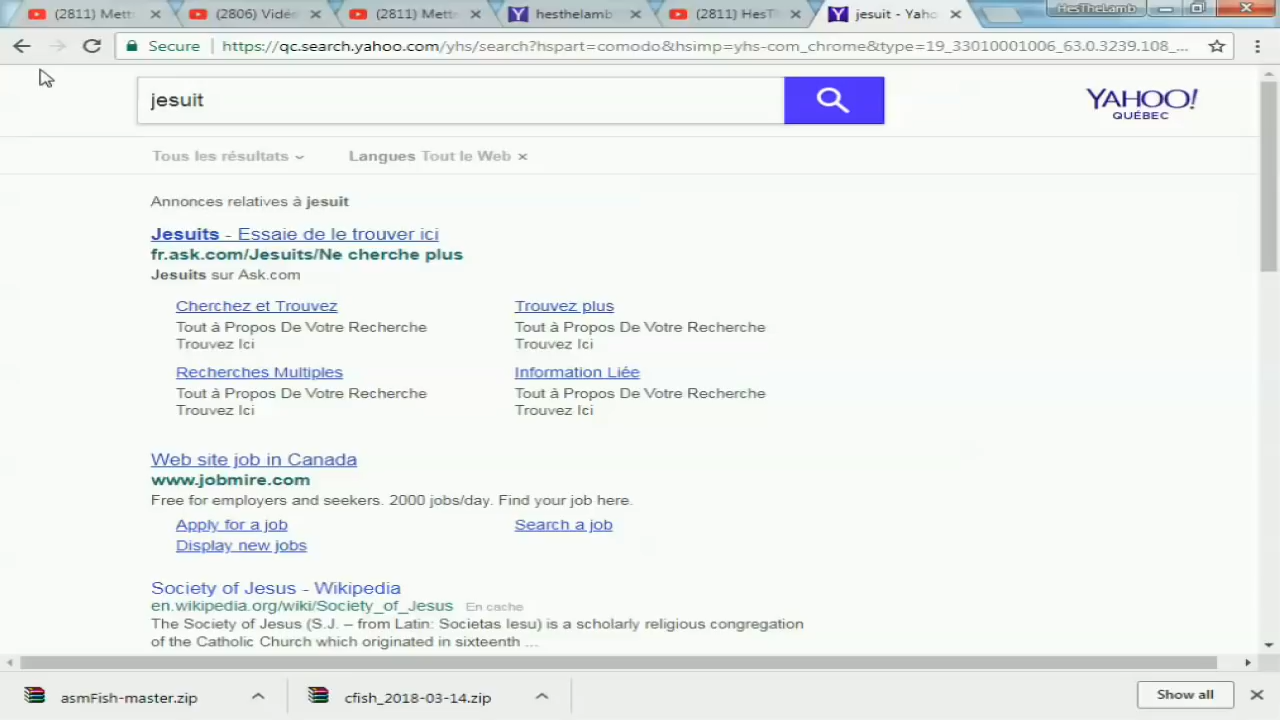 (2811) Mett
(2806) Vidé
(2811) Mett
hesthelamb
(2811) HesT
jesuit - Yaho
HesTheLamb
Secure
https://qc.search.yahoo.com/yhs/search?hspart=comodo&hsimp=yhs-com_chrome&type=19_33010001006_63.0.3239.108_...
jesuit
YAHOO!
QUÉBEC
Tous les résultats
Langues Tout le Web ×
Annonces relatives à jesuit
Jesuits - Essaie de le trouver ici
fr.ask.com/Jesuits/Ne cherche plus
Jesuits sur Ask.com
Cherchez et Trouvez
Tout à Propos De Votre Recherche
Trouvez Ici
Trouvez plus
Tout à Propos De Votre Recherche
Trouvez Ici
Recherches Multiples
Tout à Propos De Votre Recherche
Trouvez Ici
Information Liée
Tout à Propos De Votre Recherche
Trouvez Ici
Web site job in Canada
www.jobmire.com
Free for employers and seekers. 2000 jobs/day. Find your job here.
Apply for a job
Search a job
Display new jobs
Society of Jesus - Wikipedia
en.wikipedia.org/wiki/Society_of_Jesus En cache
The Society of Jesus (S.J. – from Latin: Societas Iesu) is a scholarly religious congregation
of the Catholic Church which originated in sixteenth ...
asmFish-master.zip
cfish_2018-03-14.zip
Show all